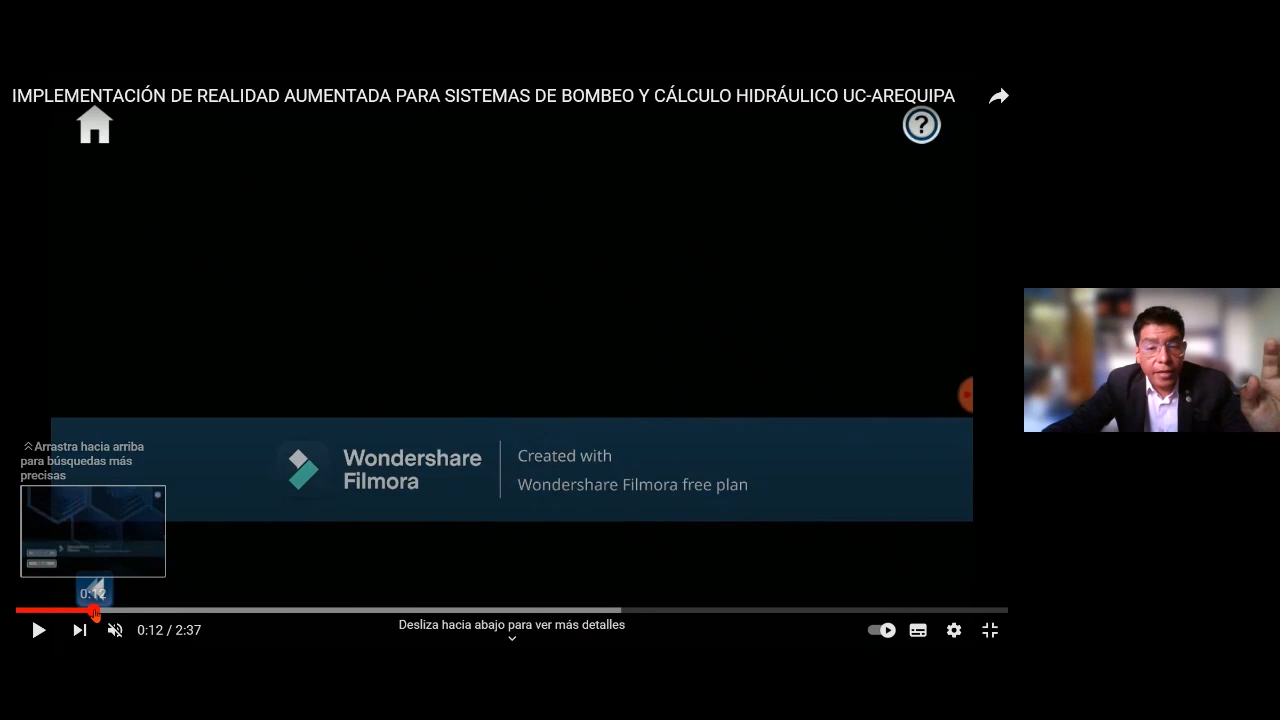 IMPLEMENTACIÓN DE REALIDAD AUMENTADA PARA SISTEMAS DE BOMBEO Y CÁLCULO HIDRÁULICO UC-AREQUIPA
?
Arrastra hacia arriba
para búsquedas más
precisas
Wondershare
Filmora
Created with
Wondershare Filmora free plan
0:12
0:12 / 2:37
Desliza hacia abajo para ver más detalles